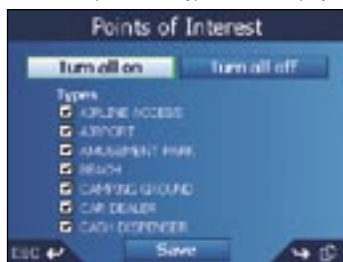 Points of Interest
Turn all on Turn all off
Types
AIRLINE ACCESS
AIRPORT
AMUSEMENT PARK
BEACH
CAMPING GROUND
CAR DEALER
CASH DISPENSER
ESC Save